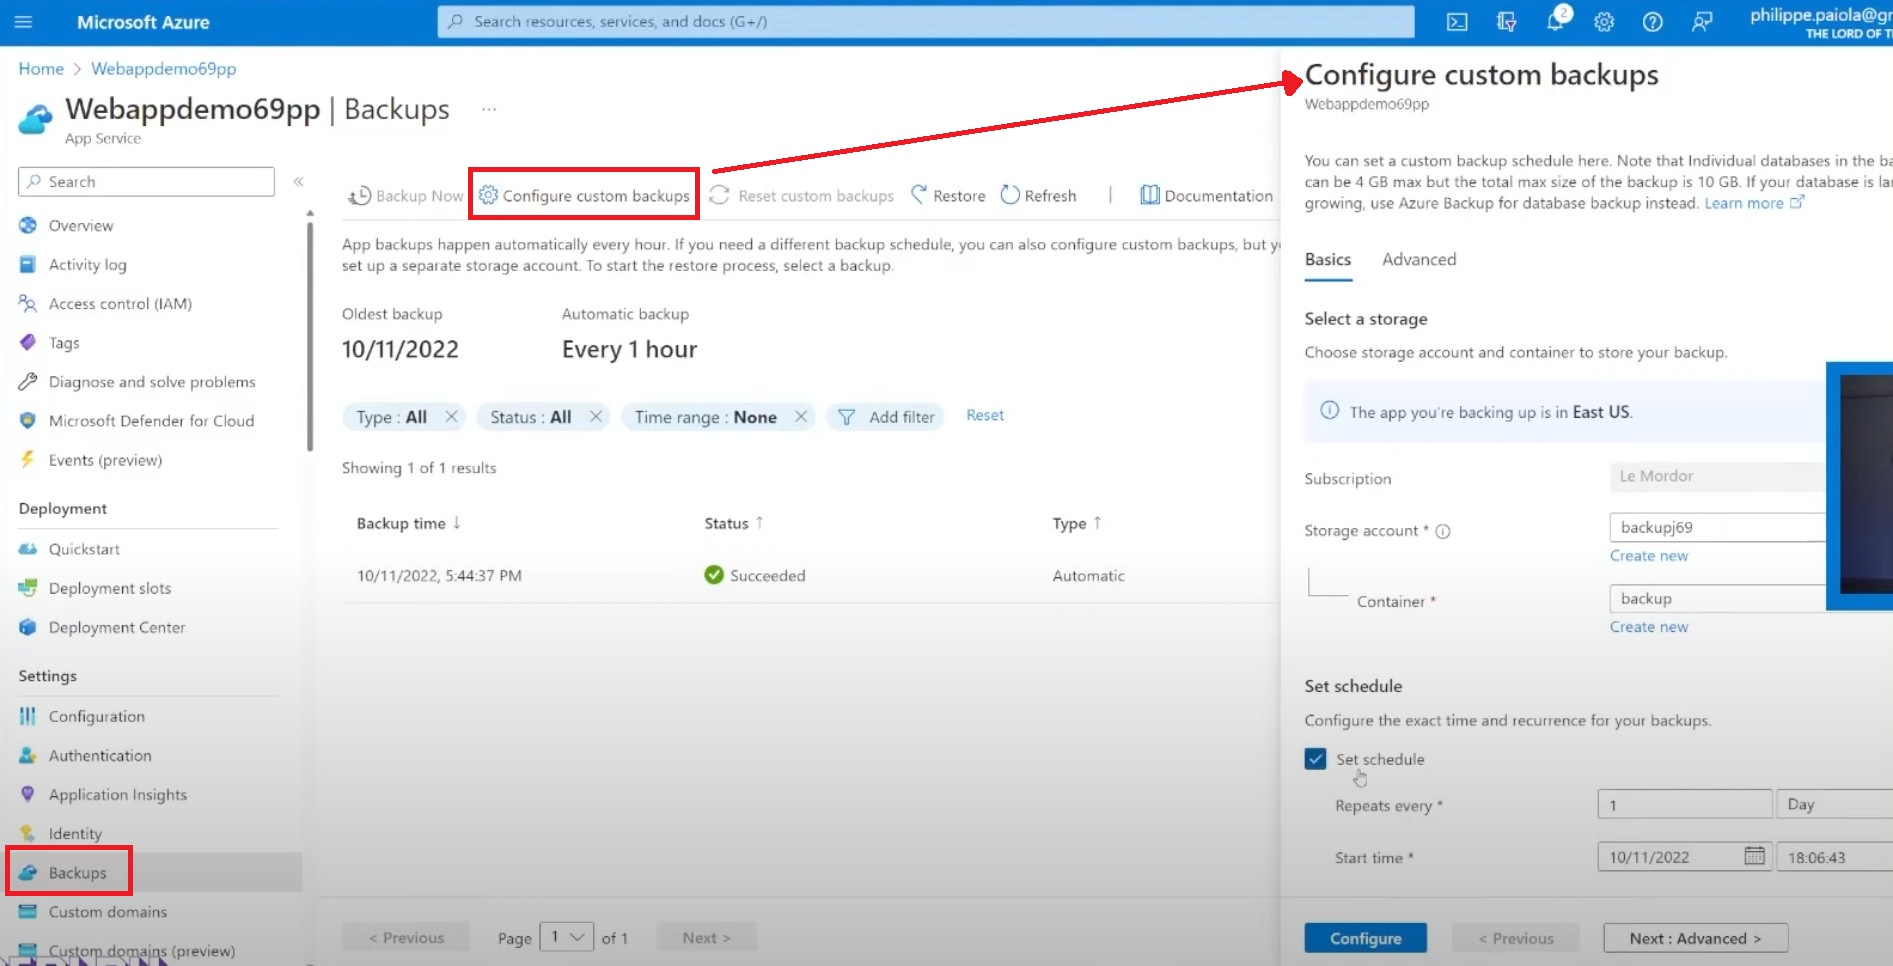 Microsoft Azure
Search resources, services, and docs (G+/)
2
philippe.paiola@gr
THE LORD OF T
Home > Webappdemo69pp
Webappdemo69pp | Backups ...
App Service
Search
«
Overview
Activity log
Access control (IAM)
Tags
Diagnose and solve problems
Microsoft Defender for Cloud
Events (preview)
Deployment
Quickstart
Deployment slots
Deployment Center
Settings
Configuration
Authentication
Application Insights
Identity
Backups
Custom domains
Custom domains (preview)
Backup Now
Configure custom backups
Reset custom backups
Restore
Refresh
Documentation
App backups happen automatically every hour. If you need a different backup schedule, you can also configure custom backups, but
set up a separate storage account. To start the restore process, select a backup.
Oldest backup
10/11/2022
Automatic backup
Every 1 hour
Type : All
Status : All
Time range : None
Add filter
Reset
Showing 1 of 1 results
Backup time ↓ Status ↑ Type ↑
10/11/2022, 5:44:37 PM Succeeded Automatic
< Previous Page 1 of 1 Next >
Configure custom backups
Webappdemo69pp
You can set a custom backup schedule here. Note that Individual databases in the ba
can be 4 GB max but the total max size of the backup is 10 GB. If your database is la
growing, use Azure Backup for database backup instead. Learn more
Basics Advanced
Select a storage
Choose storage account and container to store your backup.
The app you're backing up is in East US.
Subscription Le Mordor
Storage account * backupj69
Create new
Container * backup
Create new
Set schedule
Configure the exact time and recurrence for your backups.
Set schedule
Repeats every * 1 Day
Start time * 10/11/2022 18:06:43
Configure < Previous Next : Advanced >